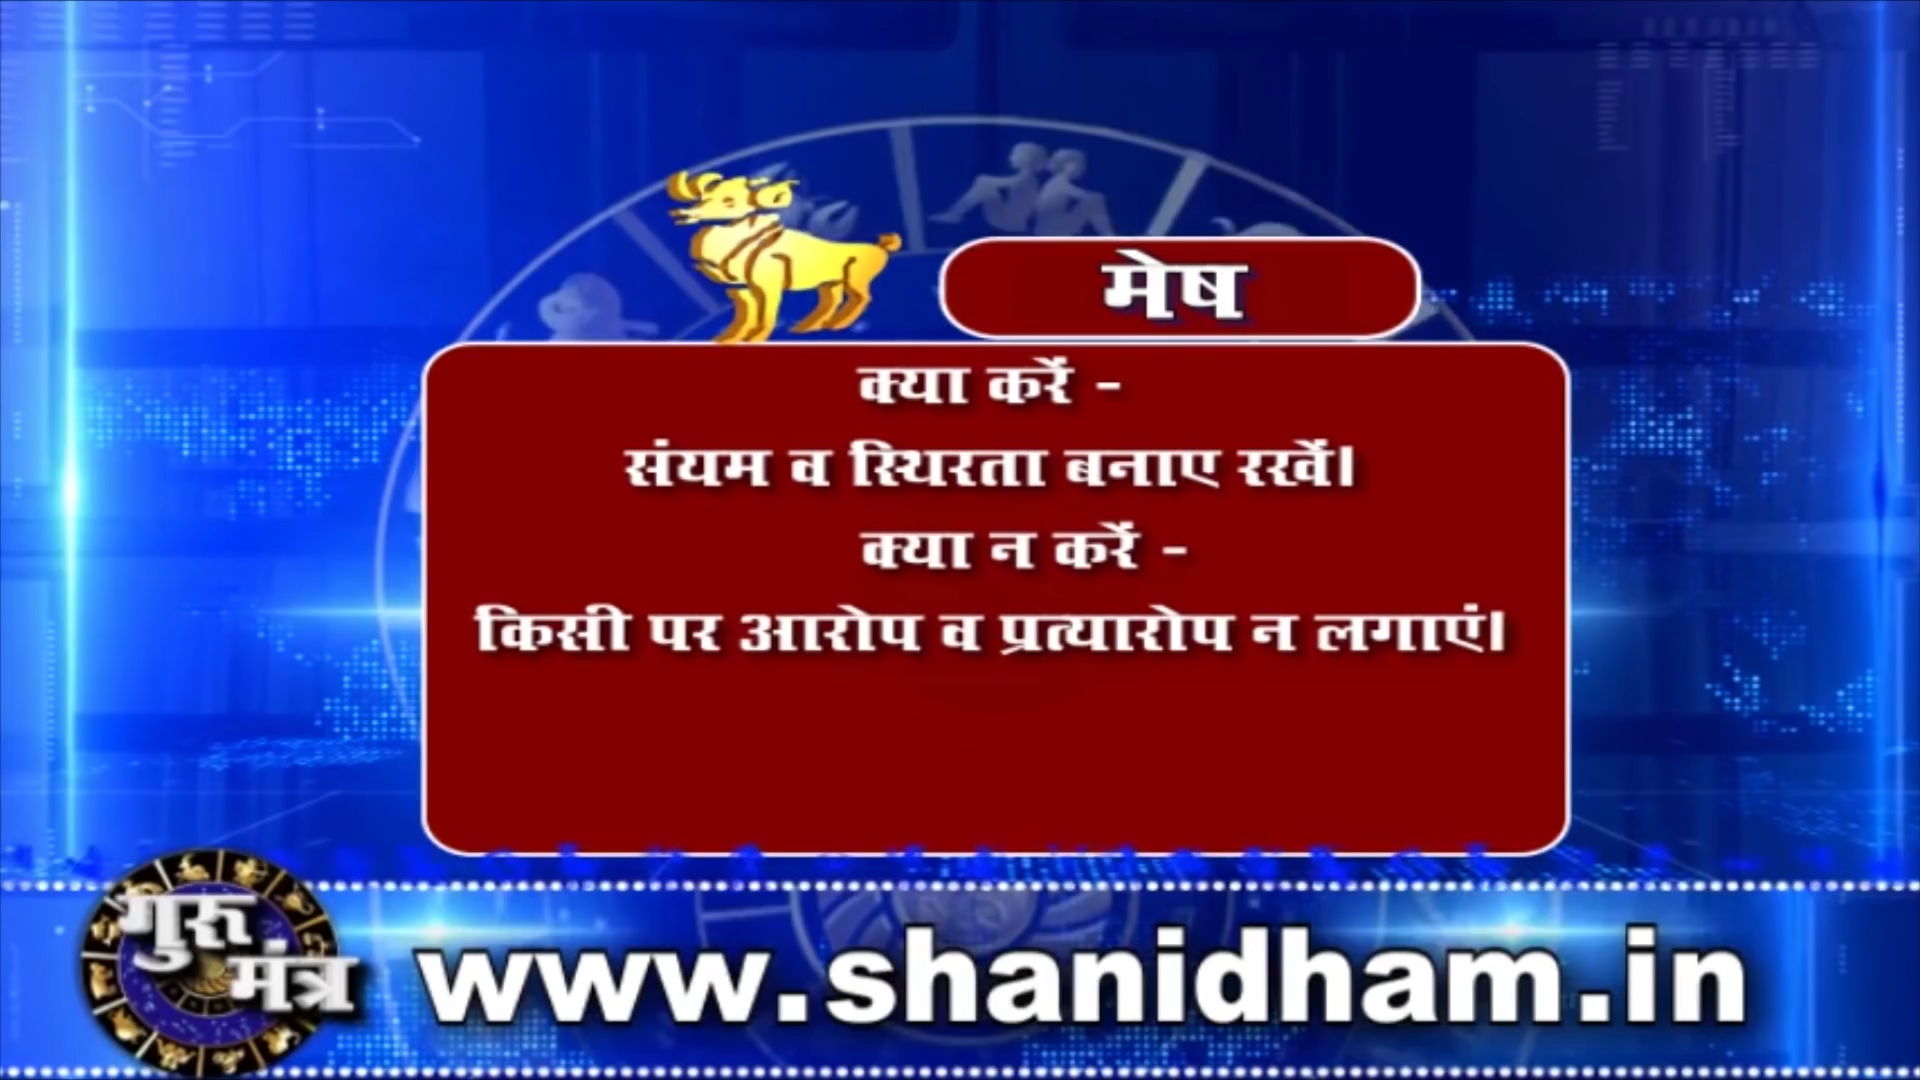 मेष
क्या करें -
संयम व स्थिरता बनाए रखें।
क्या न करें -
किसी पर आरोप व प्रत्यारोप न लगाएं।
गुरु
मंत्र
www.shanidham.in